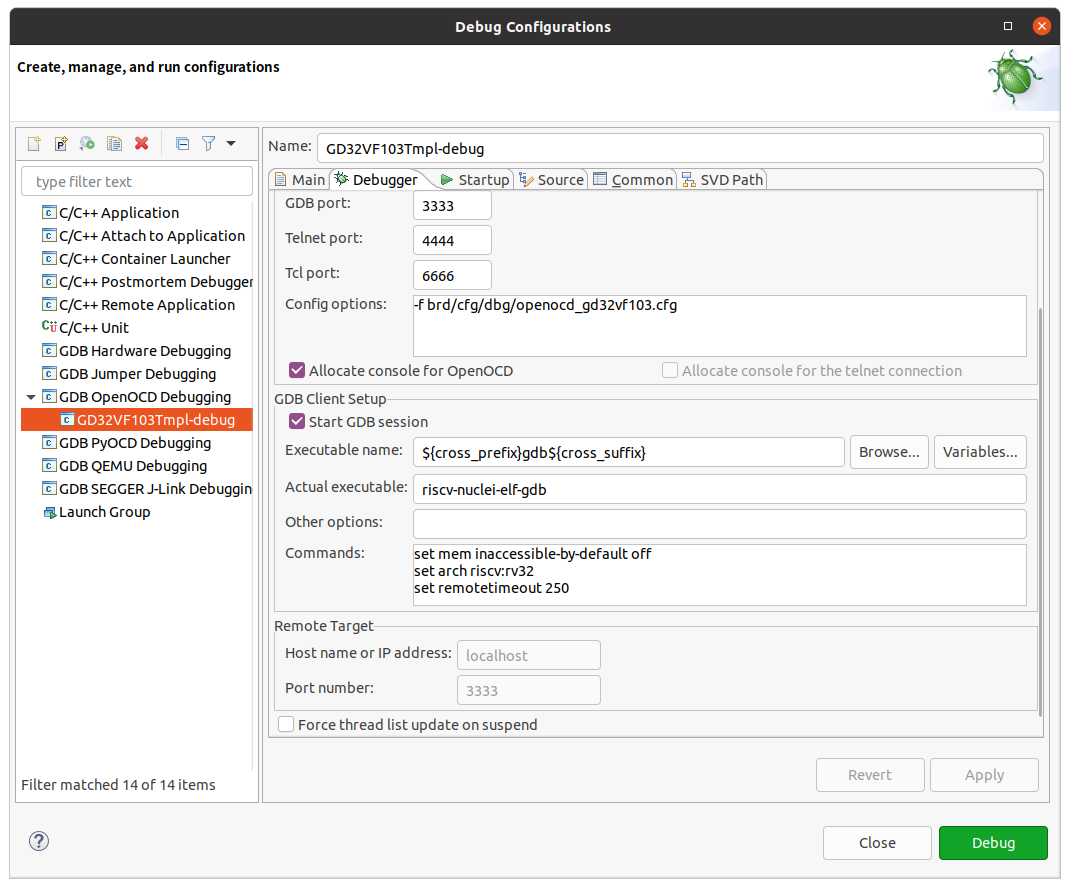 Debug Configurations
Create, manage, and run configurations
type filter text
C/C++ Application
C/C++ Attach to Application
C/C++ Container Launcher
C/C++ Postmortem Debugger
C/C++ Remote Application
C/C++ Unit
GDB Hardware Debugging
GDB Jumper Debugging
GDB OpenOCD Debugging
GD32VF103Tmpl-debug
GDB PyOCD Debugging
GDB QEMU Debugging
GDB SEGGER J-Link Debuggin
Launch Group
Filter matched 14 of 14 items
Name: GD32VF103Tmpl-debug
Main Debugger Startup Source Common SVD Path
GDB port: 3333
Telnet port: 4444
Tcl port: 6666
Config options: -f brd/cfg/dbg/openocd_gd32vf103.cfg
Allocate console for OpenOCD Allocate console for the telnet connection
GDB Client Setup
Start GDB session
Executable name: ${cross_prefix}gdb${cross_suffix} Browse... Variables...
Actual executable: riscv-nuclei-elf-gdb
Other options:
Commands: set mem inaccessible-by-default off
set arch riscv:rv32
set remotetimeout 250
Remote Target
Host name or IP address: localhost
Port number: 3333
Force thread list update on suspend
Revert Apply
? Close Debug